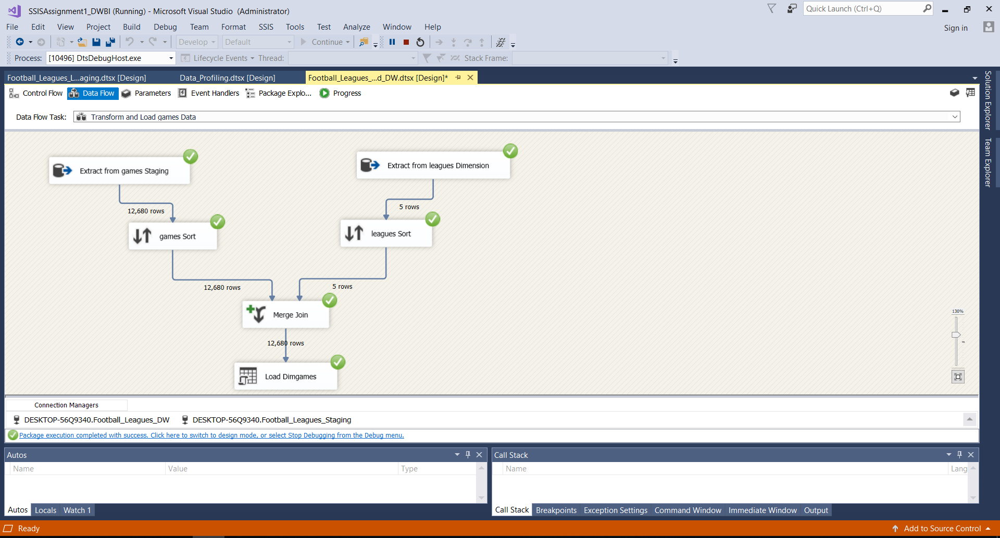 SSISAssignment1_DWBI (Running) - Microsoft Visual Studio (Administrator)
Quick Launch (Ctrl+Q)
File Edit View Project Build Debug Team Format SSIS Tools Test Analyze Window Help
Sign in
Develop Default Continue
Process: [10496] DtsDebugHost.exe Lifecycle Events Thread: Stack Frame:
Football_Leagues_L...aging.dtsx [Design] Data_Profiling.dtsx [Design] Football_Leagues_...d_DW.dtsx [Design]*
Control Flow Data Flow Parameters Event Handlers Package Explo... Progress
Data Flow Task: Transform and Load games Data
Solution Explorer
Team Explorer
Extract from games Staging
Extract from leagues Dimension
12,680 rows
5 rows
games Sort
leagues Sort
12,680 rows
5 rows
Merge Join
12,680 rows
Load Dimgames
130%
Connection Managers
DESKTOP-56Q9340.Football_Leagues_DW DESKTOP-56Q9340.Football_Leagues_Staging
Package execution completed with success. Click here to switch to design mode, or select Stop Debugging from the Debug menu.
Autos
Name Value Type
Autos Locals Watch 1
Call Stack
Name Lang
Call Stack Breakpoints Exception Settings Command Window Immediate Window Output
Ready
Add to Source Control